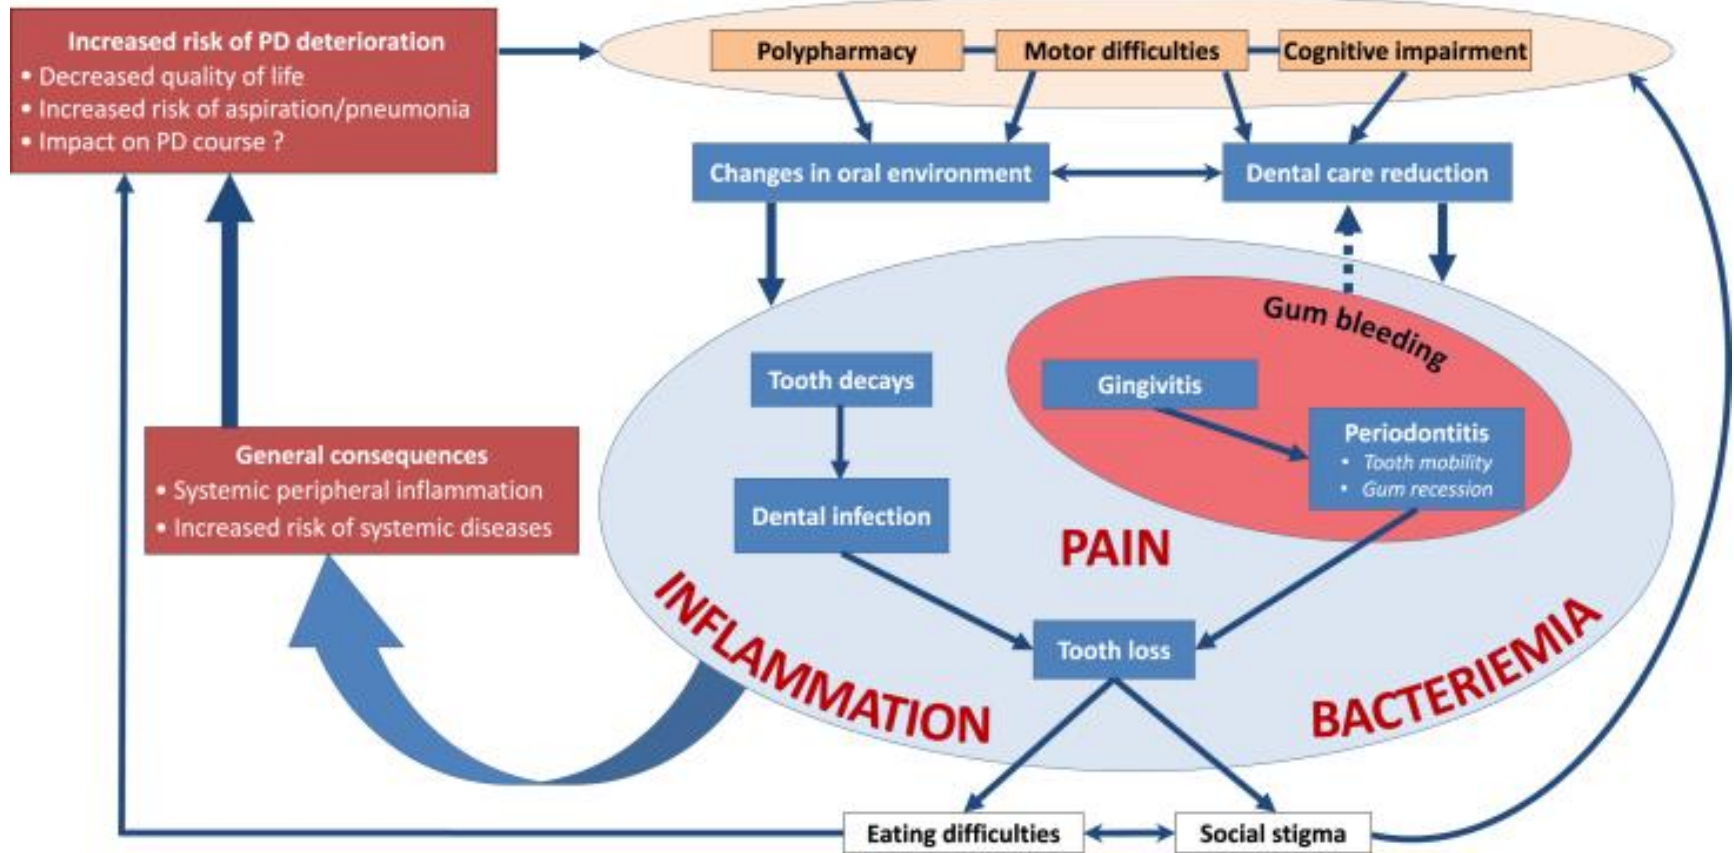 Increased risk of PD deterioration
• Decreased quality of life
• Increased risk of aspiration/pneumonia
• Impact on PD course ?
Polypharmacy
Motor difficulties
Cognitive impairment
Changes in oral environment
Dental care reduction
Gum bleeding
Tooth decays
Gingivitis
Periodontitis
• Tooth mobility
• Gum recession
General consequences
• Systemic peripheral inflammation
• Increased risk of systemic diseases
Dental infection
PAIN
INFLAMMATION
Tooth loss
BACTERIEMIA
Eating difficulties
Social stigma